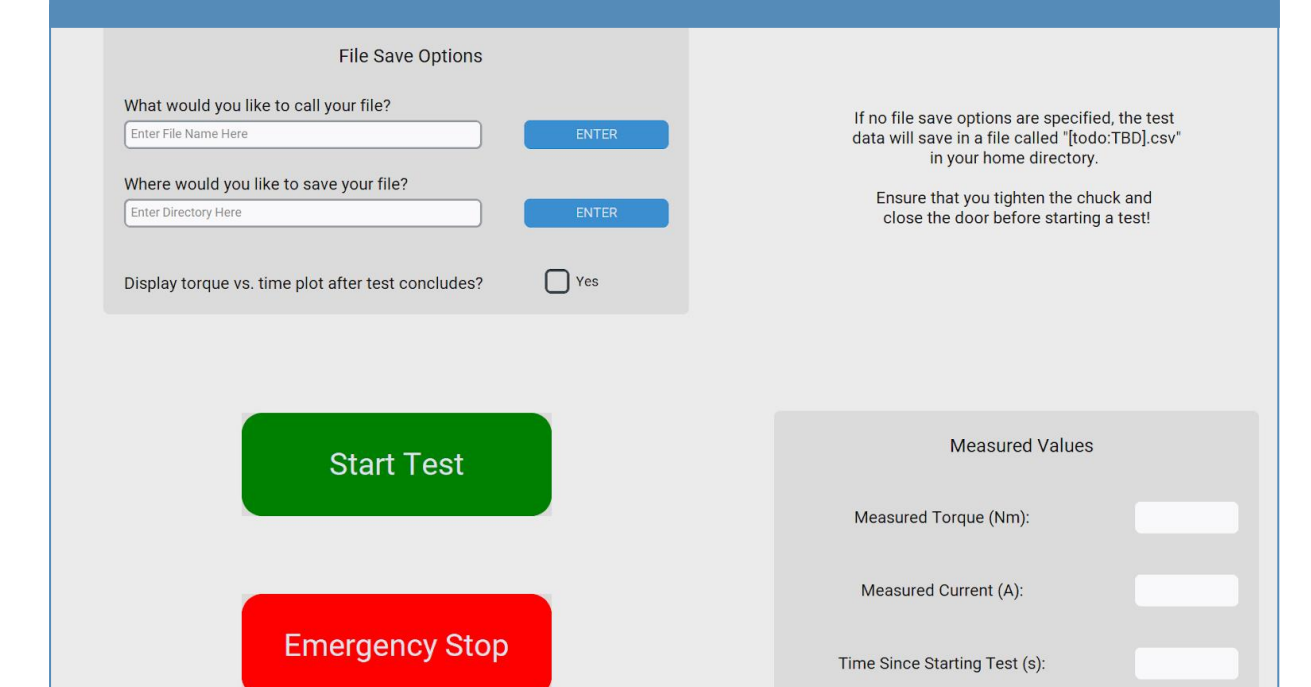 File Save Options
What would you like to call your file?
Enter File Name Here
ENTER
Where would you like to save your file?
Enter Directory Here
ENTER
Display torque vs. time plot after test concludes?
Yes
If no file save options are specified, the test
data will save in a file called "[todo:TBD].csv"
in your home directory.
Ensure that you tighten the chuck and
close the door before starting a test!
Start Test
Emergency Stop
Measured Values
Measured Torque (Nm):
Measured Current (A):
Time Since Starting Test (s):